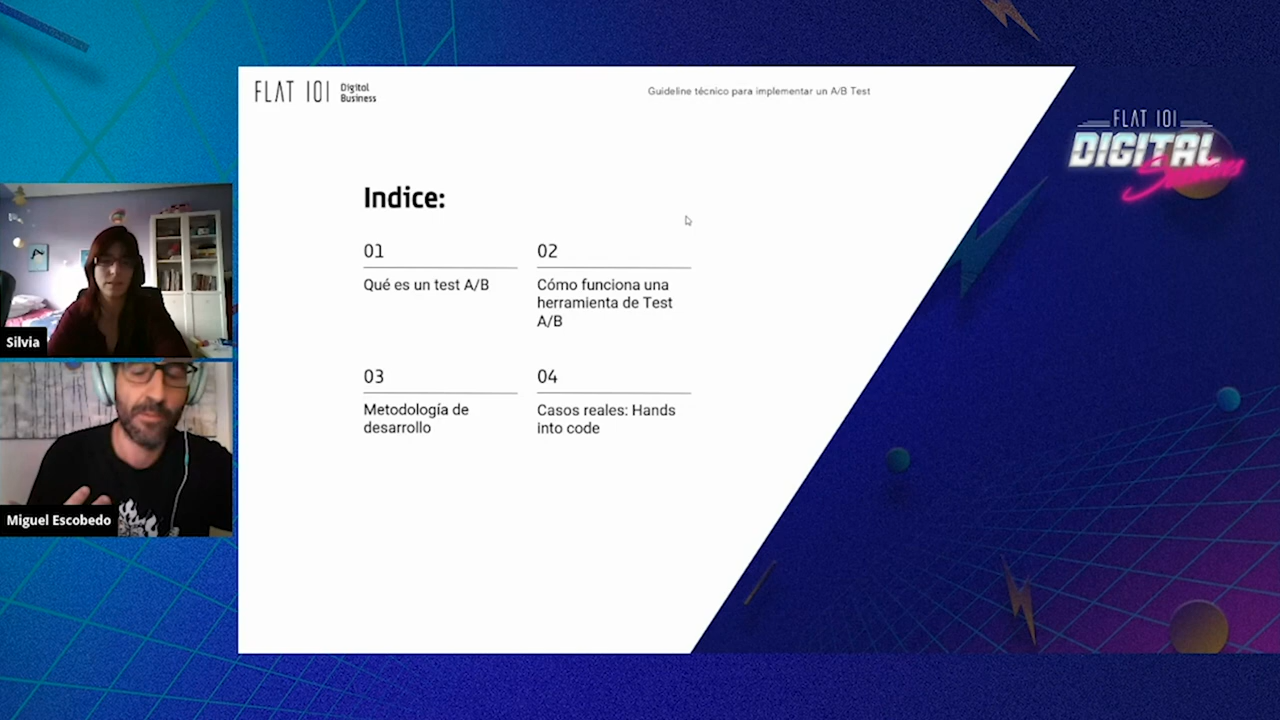 FLAT 101 Digital
Business
Guideline técnico para implementar un A/B Test
FLAT 101
DIGITAL
Sessions
Indice:
01
Qué es un test A/B
02
Cómo funciona una
herramienta de Test
A/B
03
Metodología de
desarrollo
04
Casos reales: Hands
into code
Silvia
Miguel Escobedo